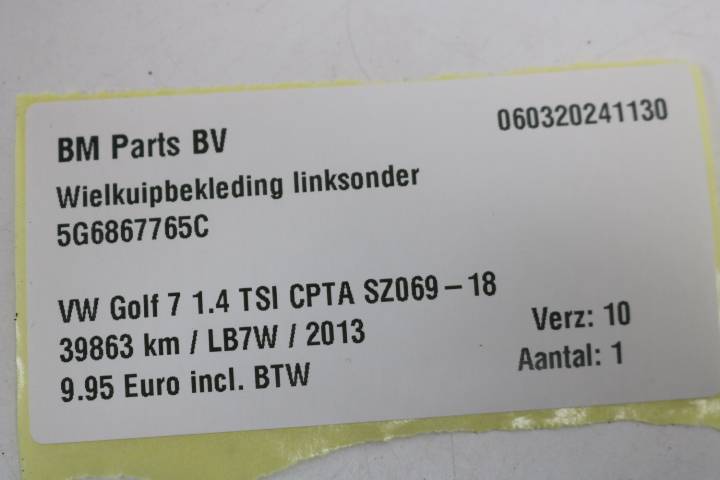 BM Parts BV 060320241130
Wielkuipbekleding linksonder
5G6867765C
VW Golf 7 1.4 TSI CPTA SZ069-18
39863 km / LB7W / 2013 Verz: 10
9.95 Euro incl. BTW Aantal: 1